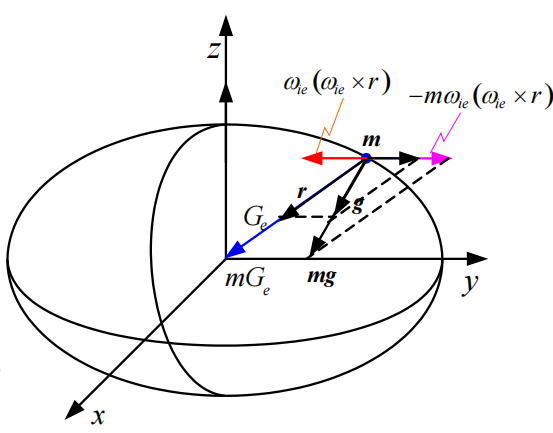 z
ω_ie(ω_ie × r)
−mω_ie(ω_ie × r)
m
r
G_e
g
mG_e
mg
y
x